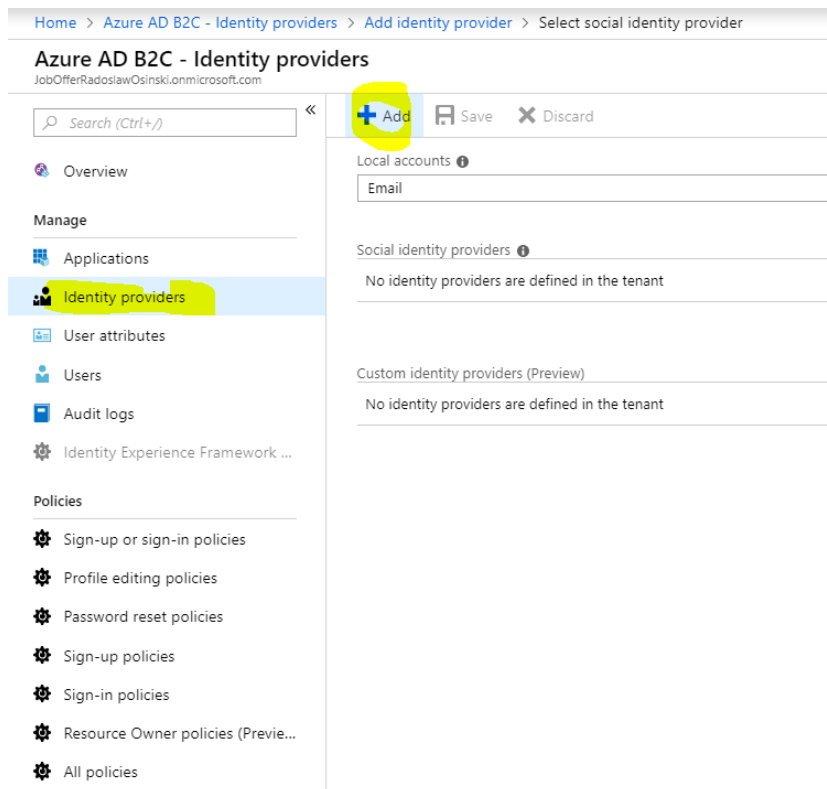 Home > Azure AD B2C - Identity providers > Add identity provider > Select social identity provider
Azure AD B2C - Identity providers
JobOfferRadoslawOsinski.onmicrosoft.com
Search (Ctrl+/)
«
Overview
Manage
Applications
Identity providers
User attributes
Users
Audit logs
Identity Experience Framework ...
Policies
Sign-up or sign-in policies
Profile editing policies
Password reset policies
Sign-up policies
Sign-in policies
Resource Owner policies (Previe...
All policies
Add Save Discard
Local accounts
Email
Social identity providers
No identity providers are defined in the tenant
Custom identity providers (Preview)
No identity providers are defined in the tenant